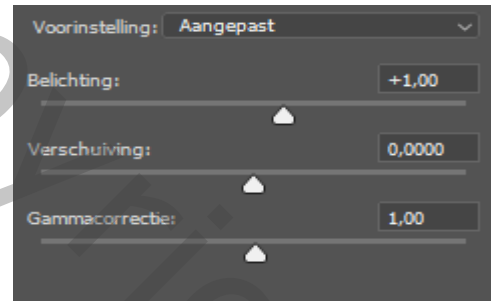 Voorinstelling: Aangepast
Belichting: +1,00
Verschuiving: 0,0000
Gammacorrectie: 1,00